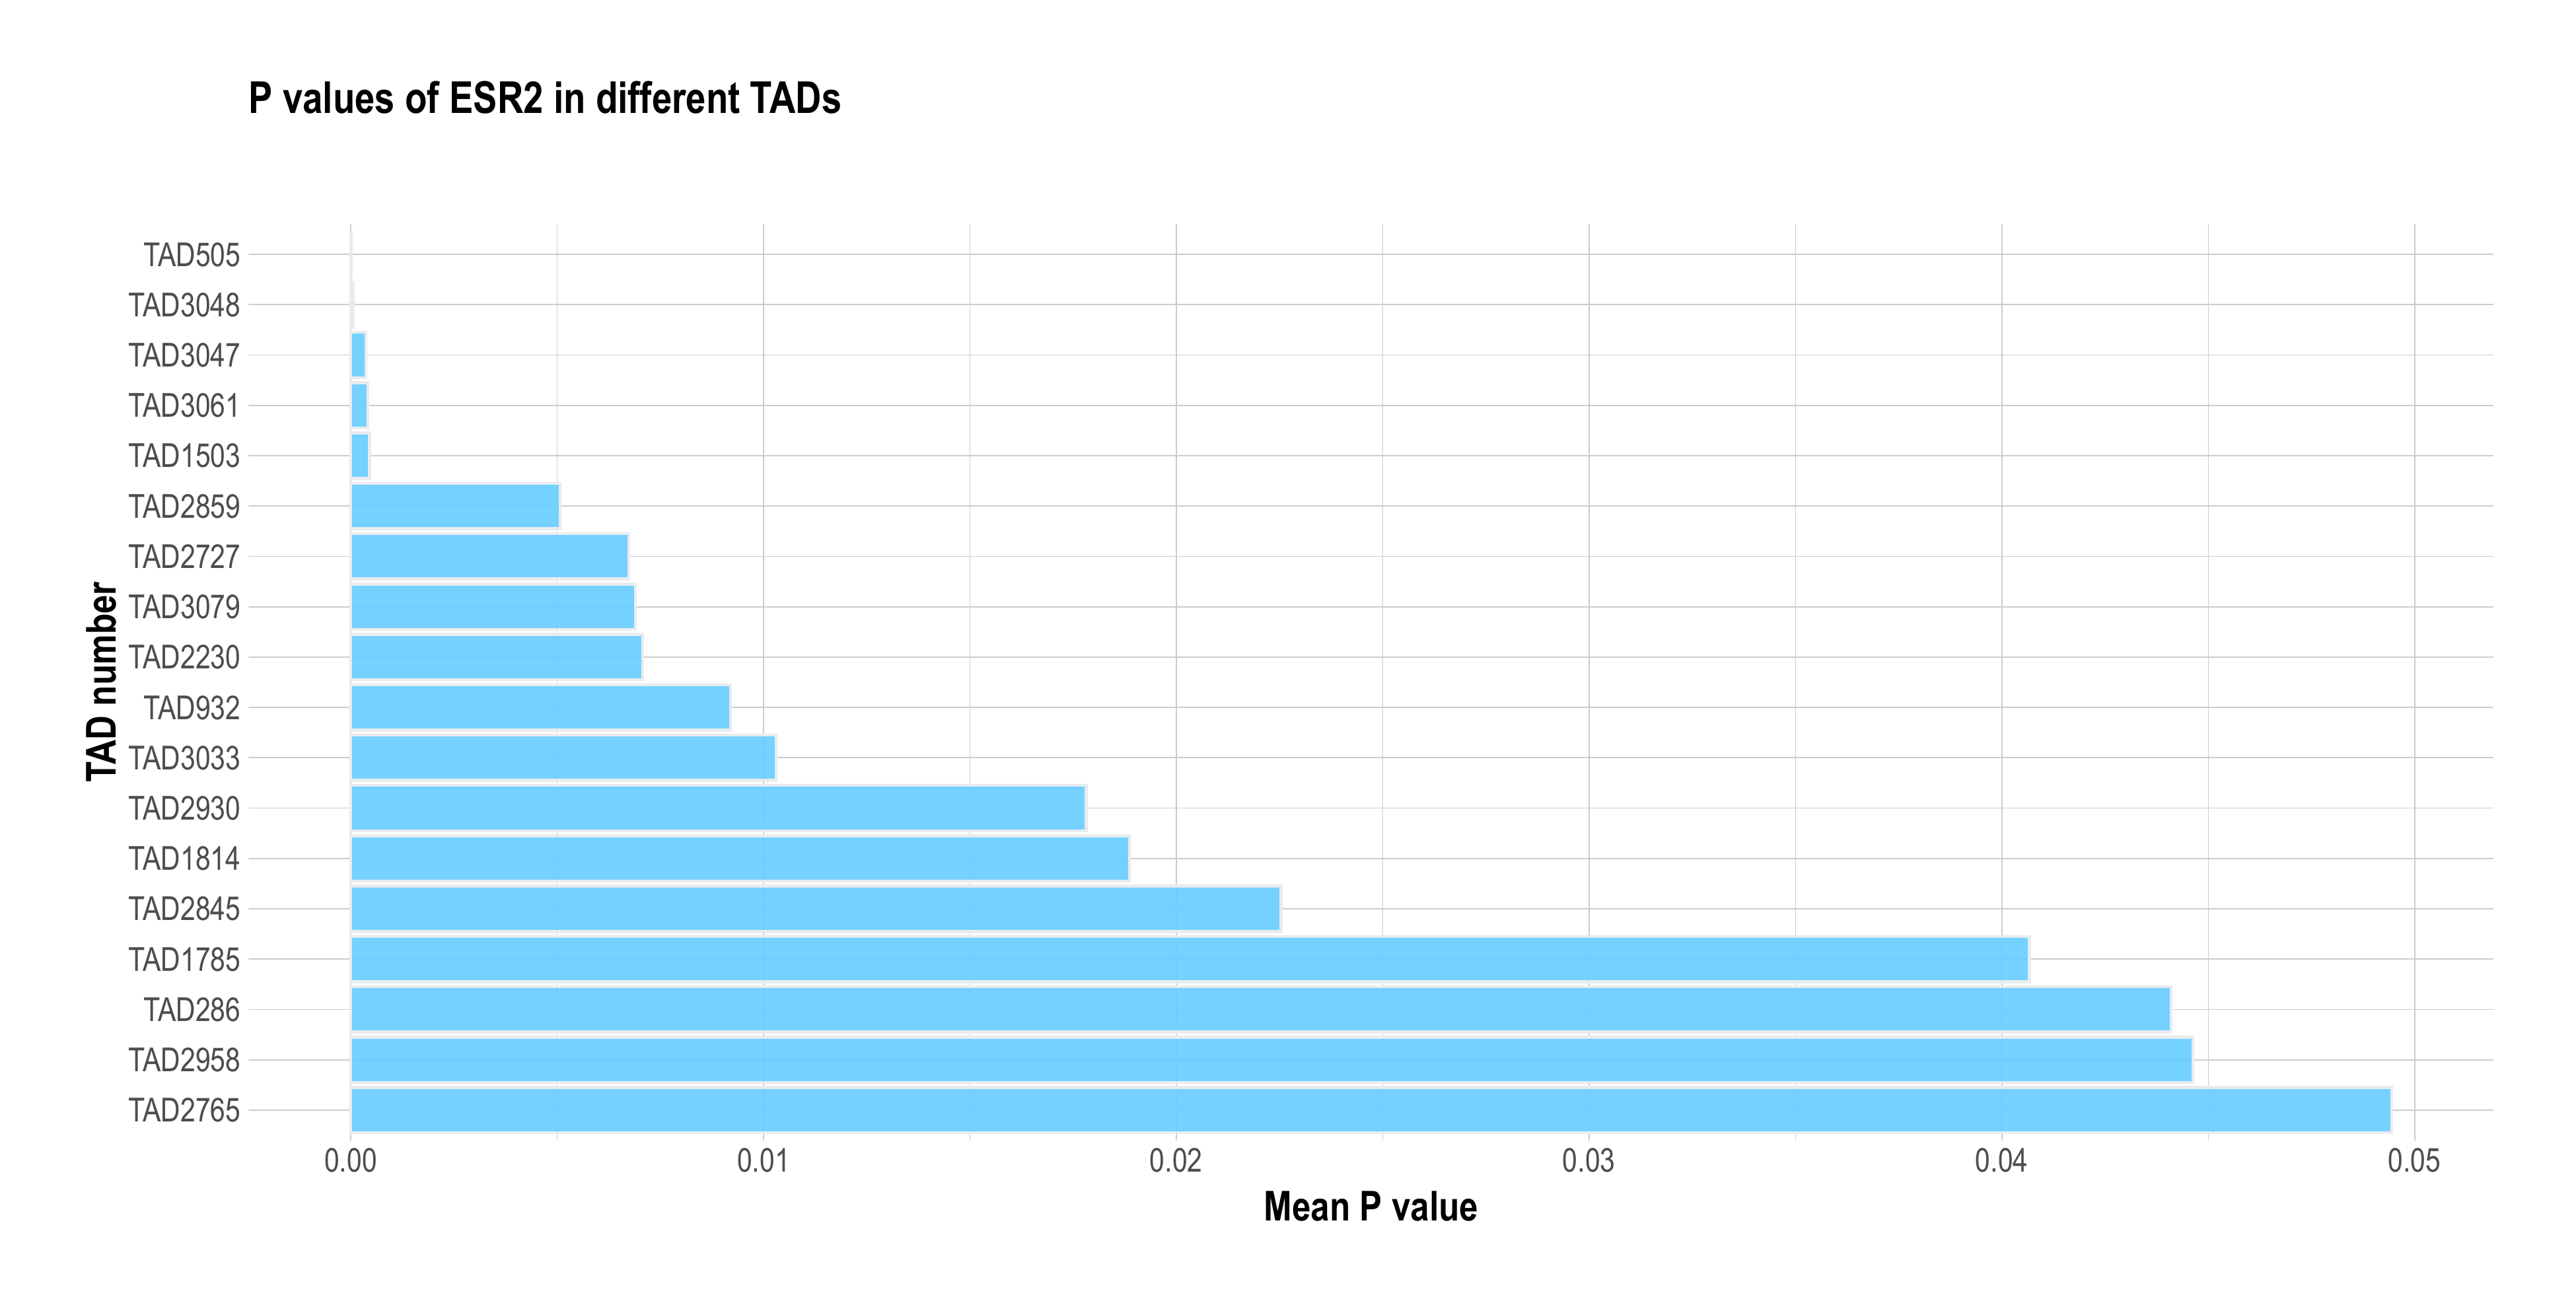 P values of ESR2 in different TADs
TAD number
TAD505
TAD3048
TAD3047
TAD3061
TAD1503
TAD2859
TAD2727
TAD3079
TAD2230
TAD932
TAD3033
TAD2930
TAD1814
TAD2845
TAD1785
TAD286
TAD2958
TAD2765
0.00 0.01 0.02 0.03 0.04 0.05
Mean P value